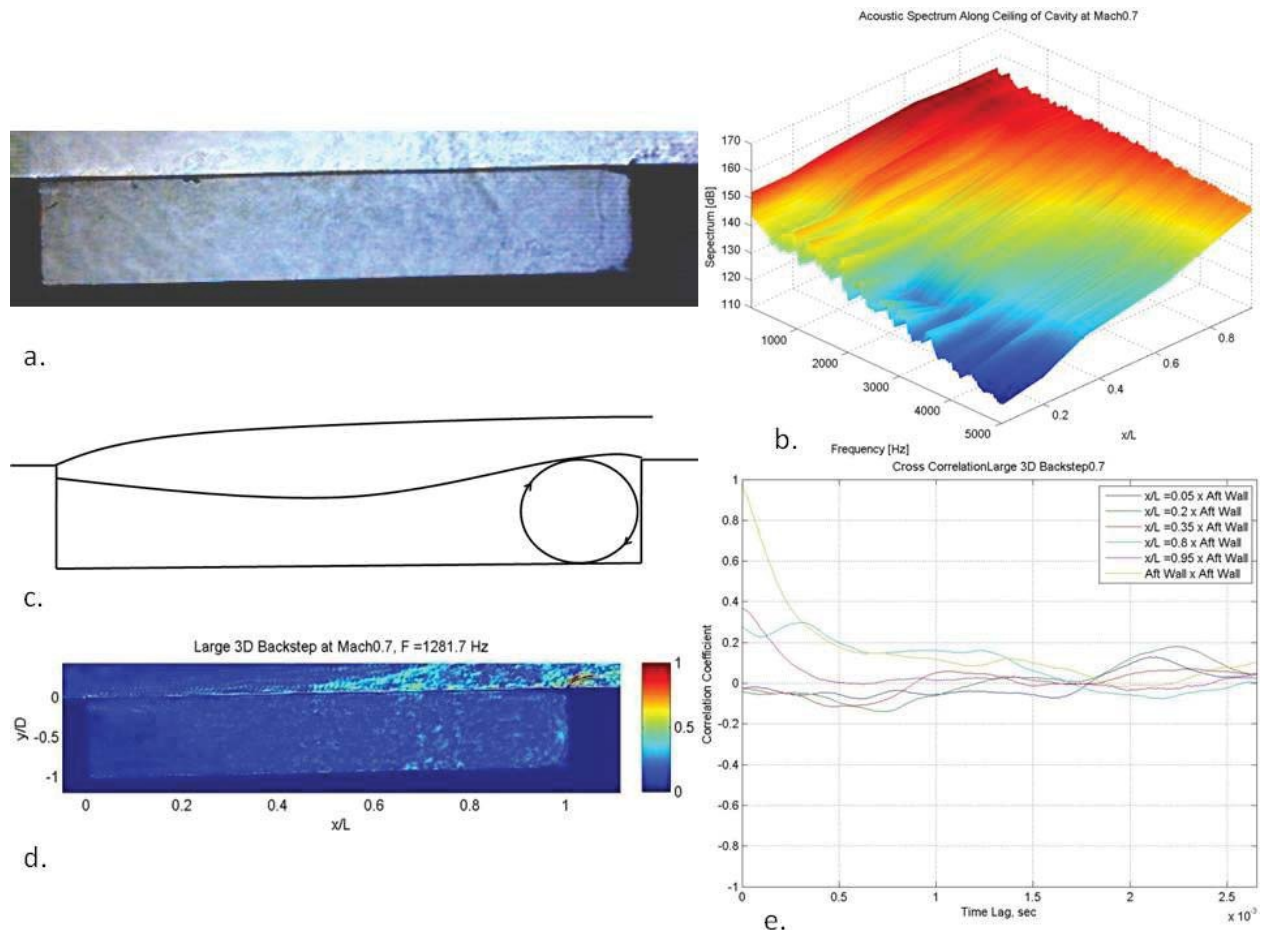 a.
Acoustic Spectrum Along Ceiling of Cavity at Mach0.7
170
160
150
140
130
120
110
Sepectrum [dB]
1000
2000
3000
4000
5000
Frequency [Hz]
0.2
0.4
0.6
0.8
x/L
b.
c.
Large 3D Backstep at Mach0.7, F =1281.7 Hz
0
-0.5
-1
y/D
0
0.2
0.4
0.6
0.8
1
x/L
1
0.5
0
d.
Cross CorrelationLarge 3D Backstep0.7
1
0.8
0.6
0.4
0.2
0
-0.2
-0.4
-0.6
-0.8
-1
Correlation Coefficient
x/L =0.05 x Aft Wall
x/L =0.2 x Aft Wall
x/L =0.35 x Aft Wall
x/L =0.8 x Aft Wall
x/L =0.95 x Aft Wall
Aft Wall x Aft Wall
0
0.5
1
1.5
2
2.5
x 10⁻³
Time Lag, sec
e.